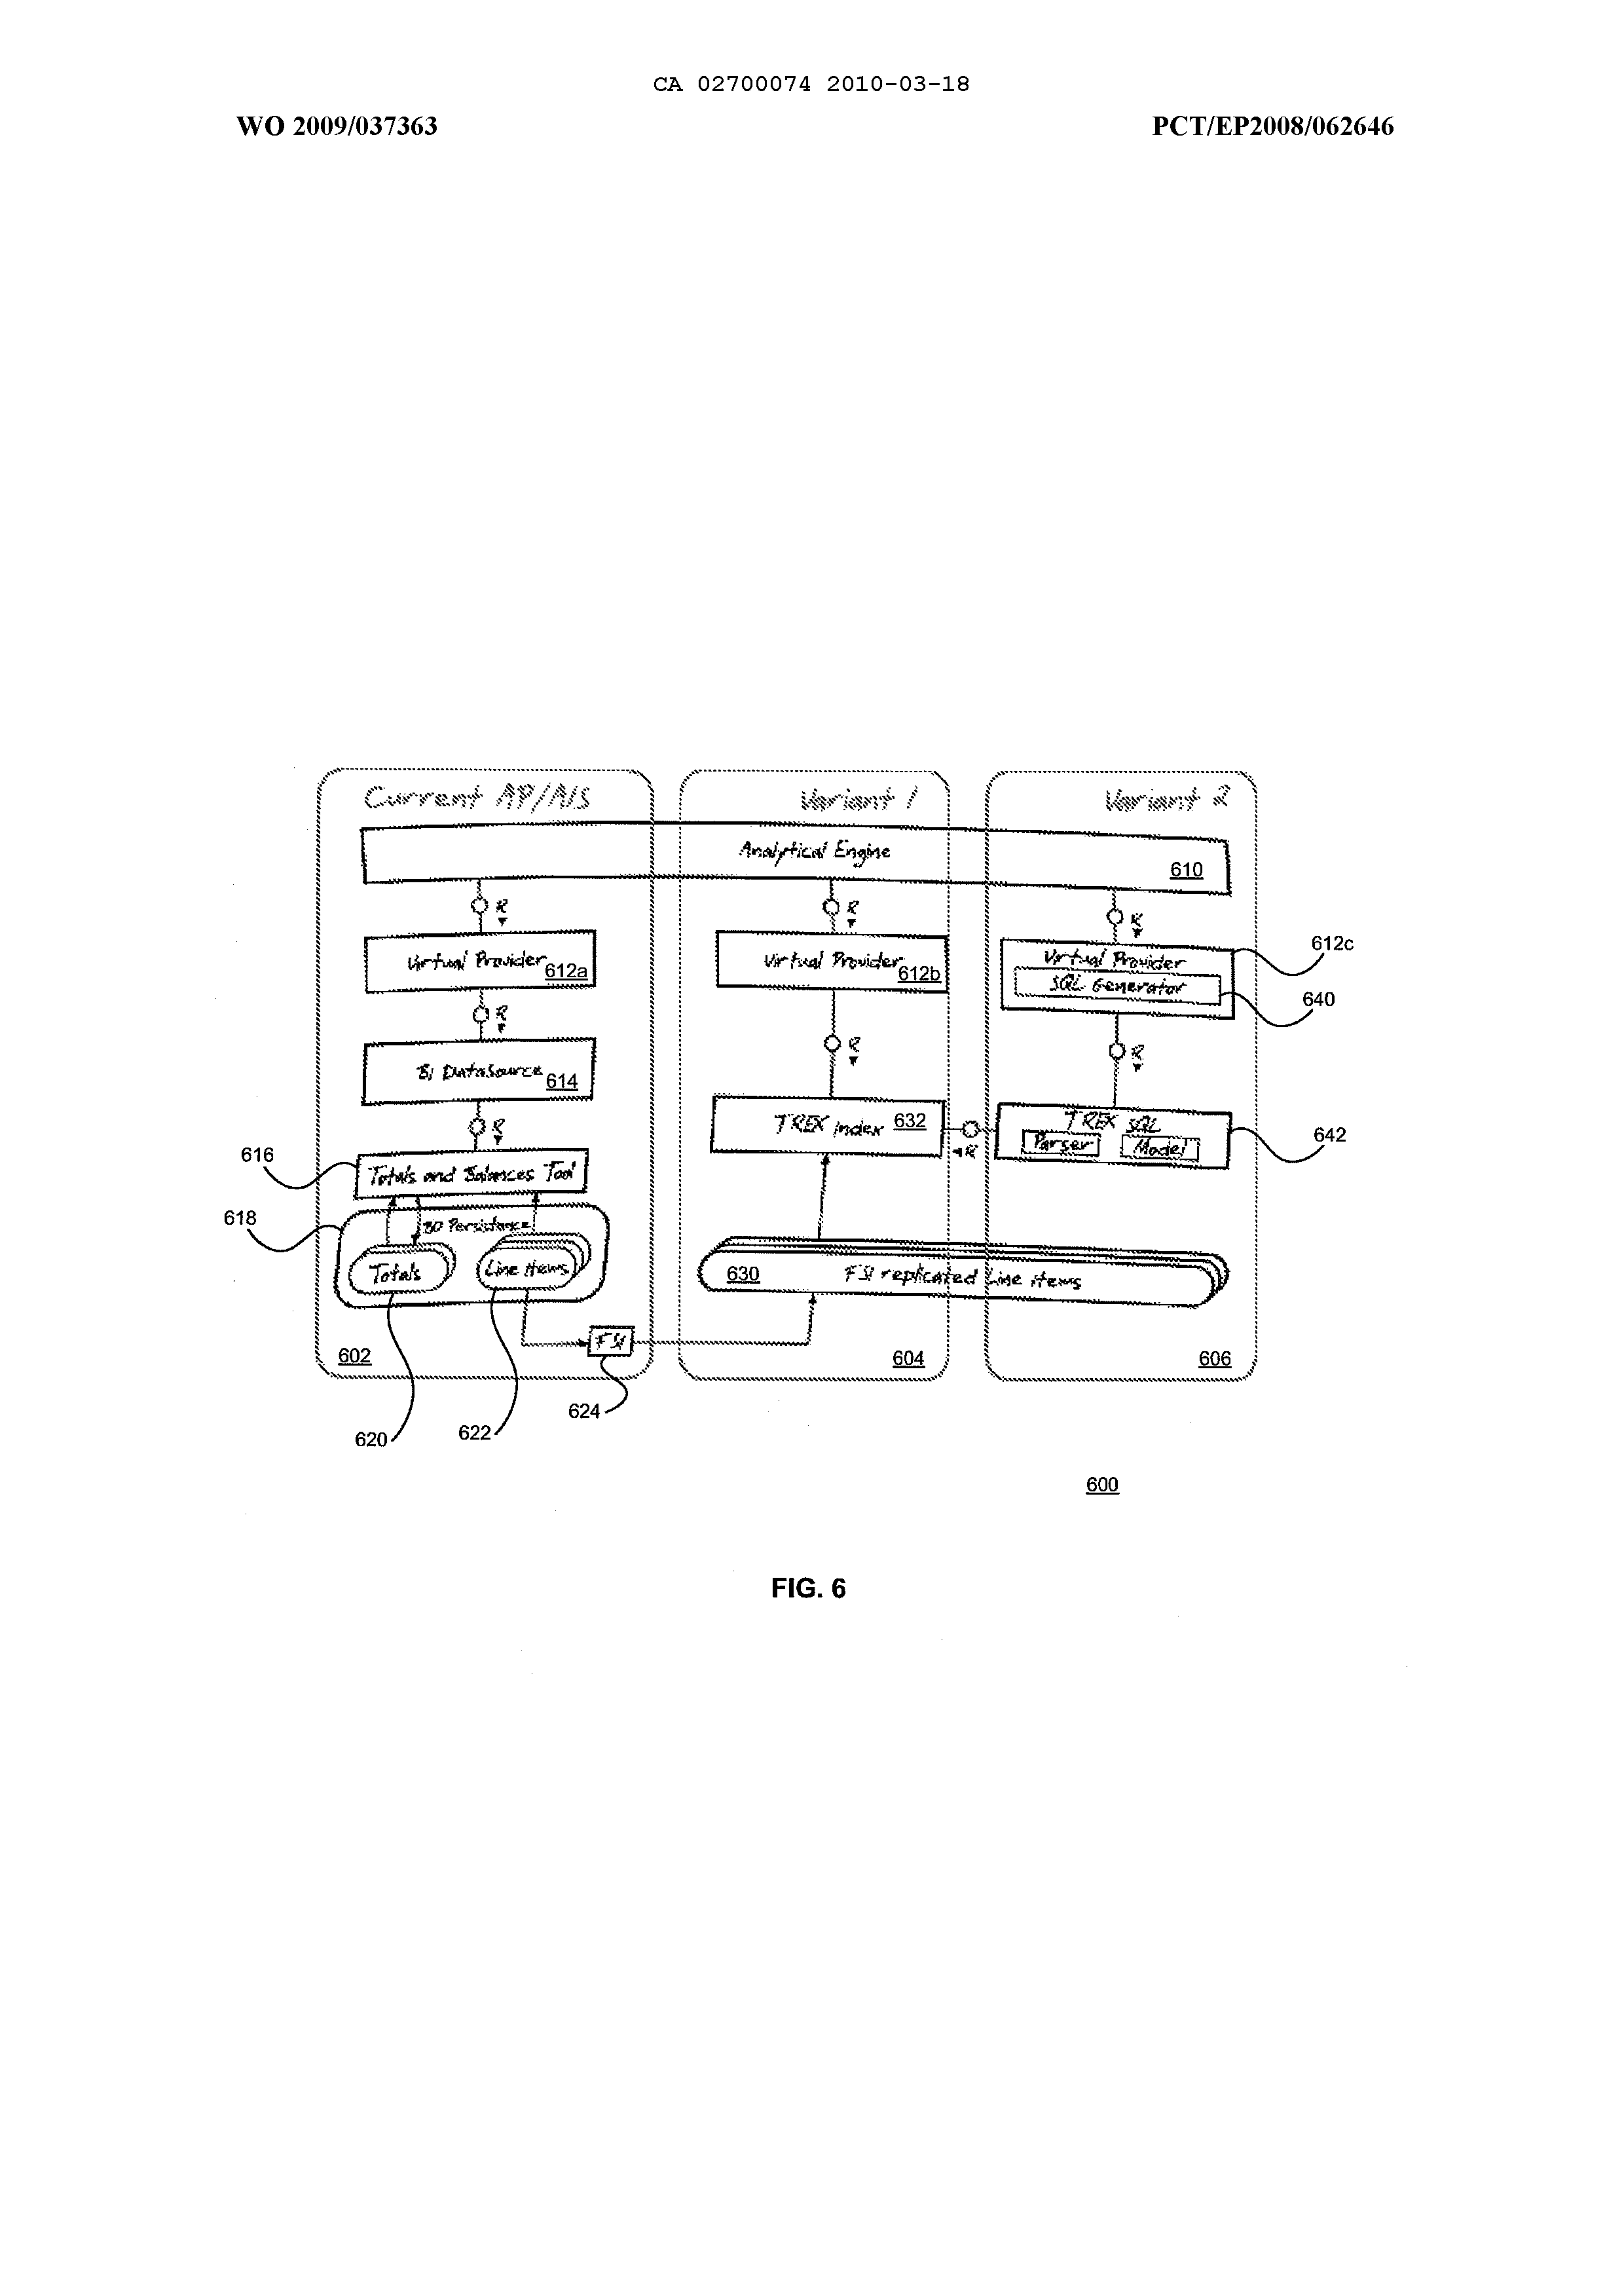 CA 02700074 2010-03-18
WO 2009/037363
PCT/EP2008/062646
Current AP/AIS
Variant 1
Variant 2
Analytical Engine
610
R
R
R
Virtual Provider
612a
Virtual Provider
612b
Virtual Provider
612c
SQL Generator
640
R
R
R
BI DataSource
614
R
TREX Index
632
R
TREX SQL
Parser
Model
642
616
Totals and Balances Tool
618
BO Persistance
Totals
Line Items
630
FSI replicated Line items
FSI
602
604
606
624
620
622
600
FIG. 6